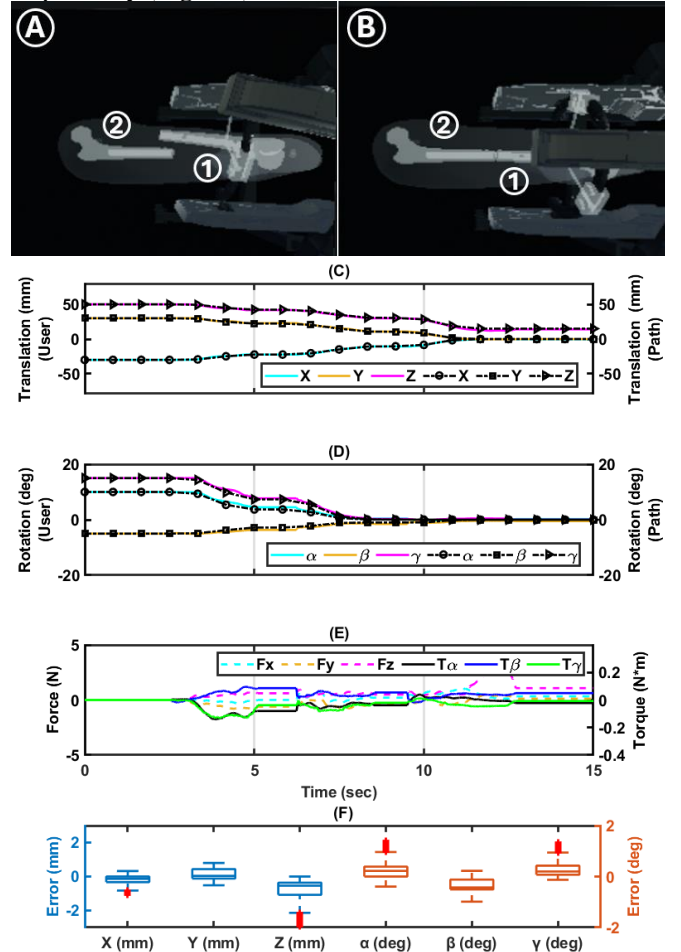 A
B
②
②
①
①
(C)
Translation (mm)
(User)
50
0
-50
X Y Z X Y Z
50
0
-50
Translation (mm)
(Path)
(D)
Rotation (deg)
(User)
20
0
-20
α β γ α β γ
20
0
-20
Rotation (deg)
(Path)
(E)
Force (N)
5
0
-5
Fx Fy Fz Tα Tβ Tγ
0.2
0
-0.2
-0.4
Torque (N*m)
0 5 10 15
Time (sec)
(F)
Error (mm)
2
0
-2
2
0
-2
Error (deg)
X (mm) Y (mm) Z (mm) α (deg) β (deg) γ (deg)